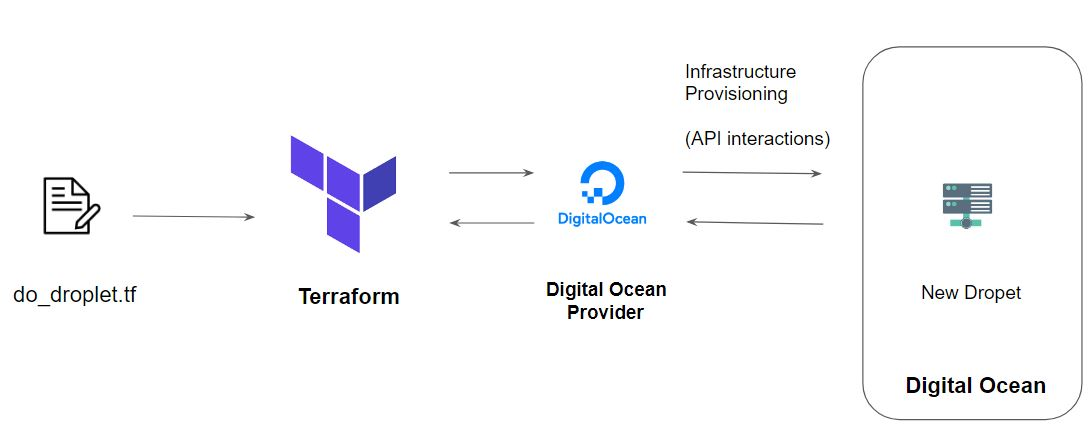 Infrastructure
Provisioning
(API interactions)
DigitalOcean
do_droplet.tf
Terraform
Digital Ocean
Provider
New Dropet
Digital Ocean